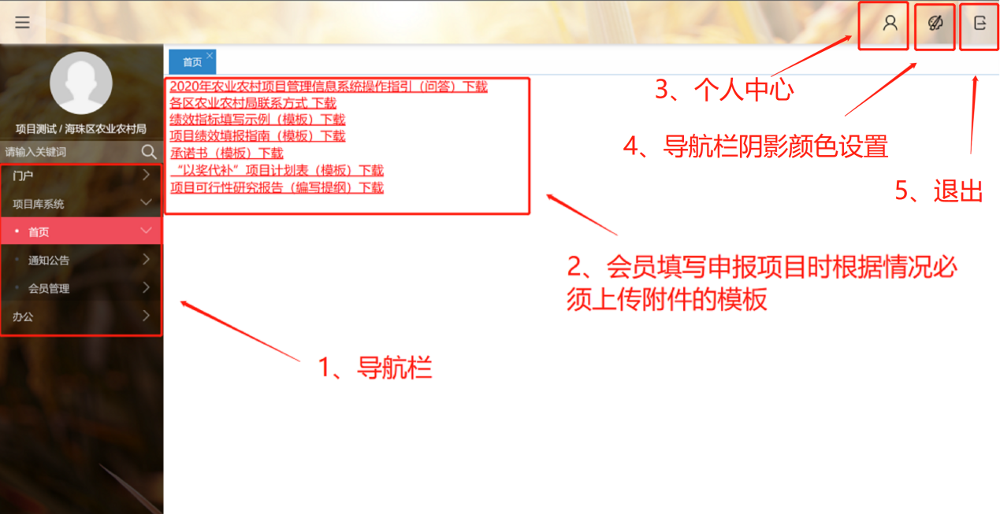 首页
2020年农业农村项目管理信息系统操作指引（问答）下载
各区农业农村局联系方式 下载
绩效指标填写示例（模板）下载
项目绩效填报指南（模板）下载
承诺书（模板）下载
“以奖代补”项目计划表（模板）下载
项目可行性研究报告（编写提纲）下载
项目测试 / 海珠区农业农村局
请输入关键词
门户
项目库系统
首页
通知公告
会员管理
办公
1、导航栏
2、会员填写申报项目时根据情况必
须上传附件的模板
3、个人中心
4、导航栏阴影颜色设置
5、退出